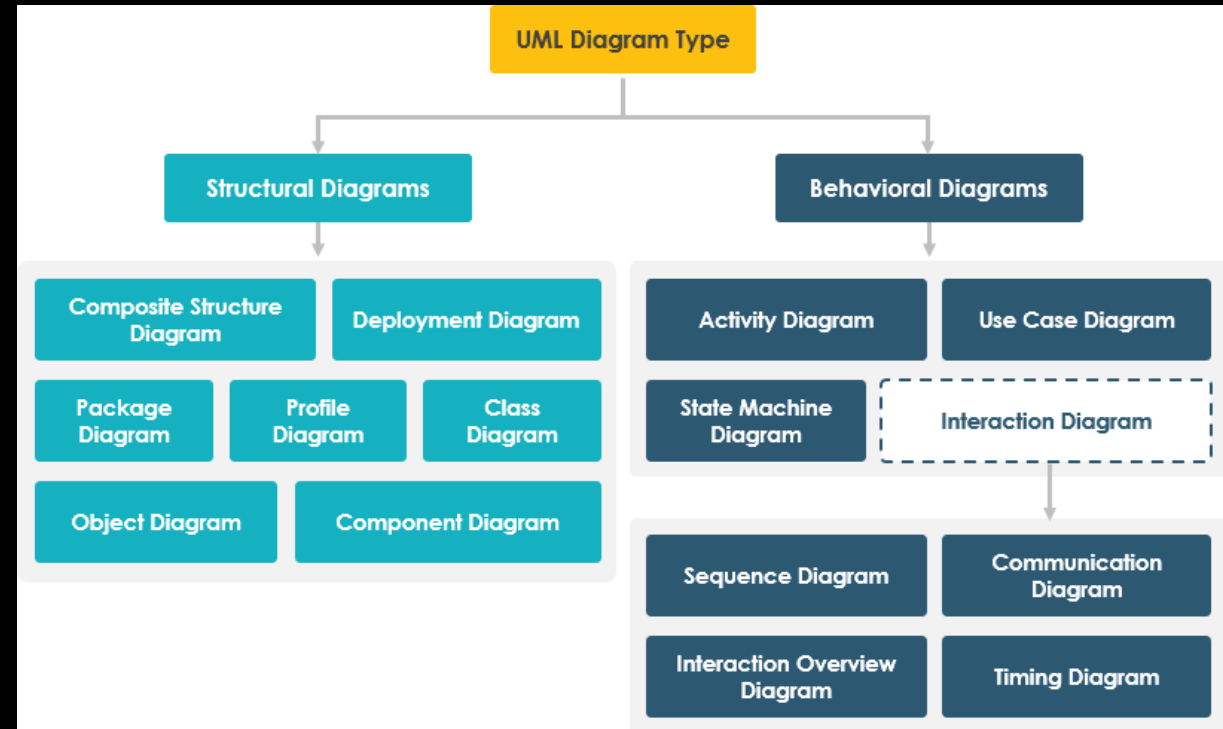 UML Diagram Type
Structural Diagrams
Behavioral Diagrams
Composite Structure
Diagram
Deployment Diagram
Package
Diagram
Profile
Diagram
Class
Diagram
Object Diagram
Component Diagram
Activity Diagram
Use Case Diagram
State Machine
Diagram
Interaction Diagram
Sequence Diagram
Communication
Diagram
Interaction Overview
Diagram
Timing Diagram